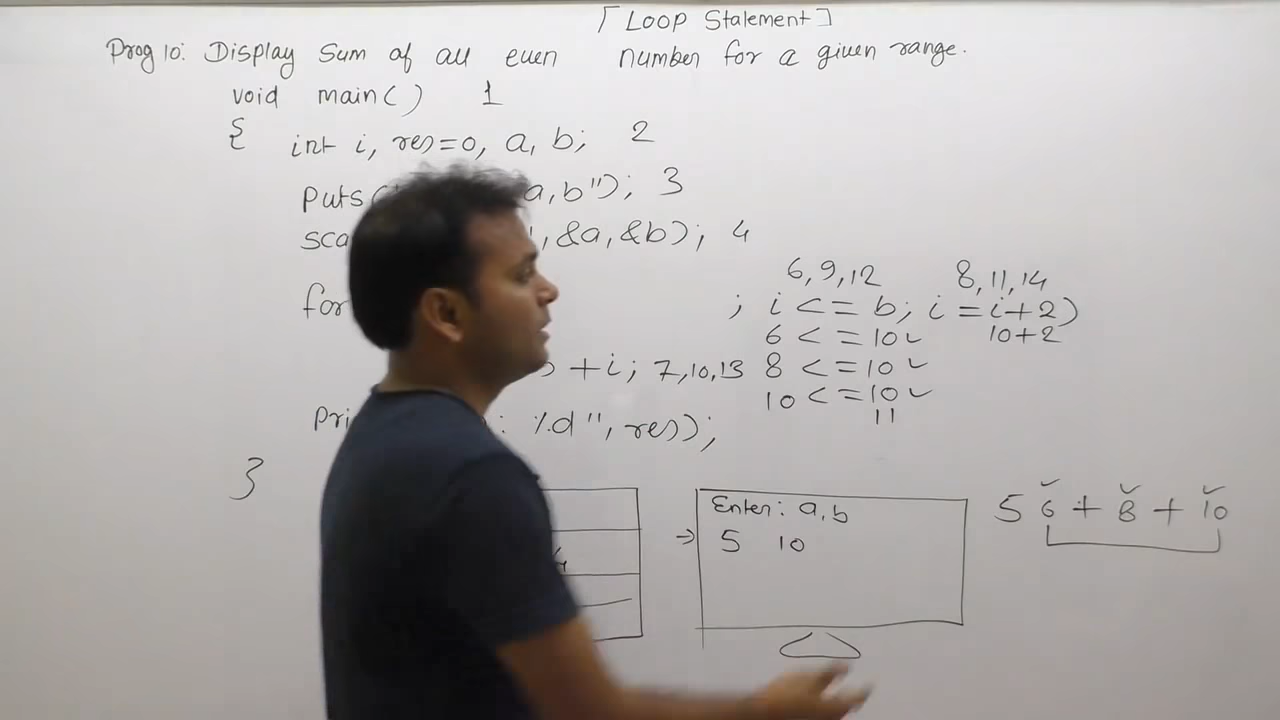 [Loop Statement]
Prog 10: Display Sum of all even number for a given range.
void main() 1
{ int i, res=0, a, b; 2
puts( a,b"); 3
sca ", &a, &b); 4
6, 9, 12 8, 11, 14
for ; i <= b; i = i+2)
6 <= 10 ✓ 10+2
+i; 7, 10, 13 8 <= 10 ✓
10 <= 10 ✓
11
Pri : %d", res);
}
Enter: a, b
→ 5 10
5 6 + 8 + 10